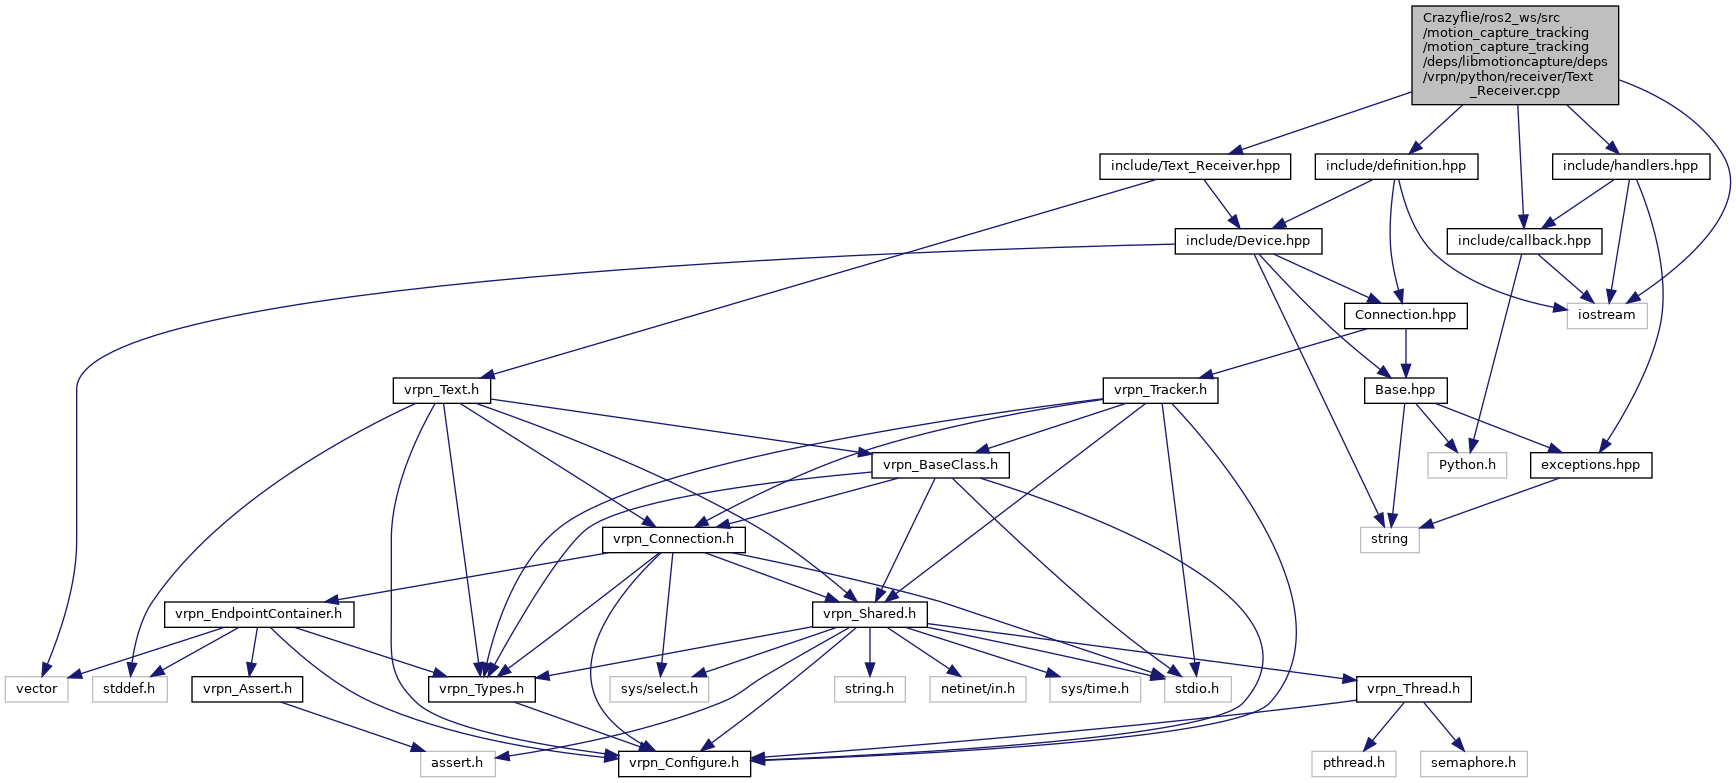 Crazyflie/ros2_ws/src
/motion_capture_tracking
/motion_capture_tracking
/deps/libmotioncapture/deps
/vrpn/python/receiver/Text
_Receiver.cpp
include/Text_Receiver.hpp
include/definition.hpp
include/handlers.hpp
include/Device.hpp
include/callback.hpp
Connection.hpp
iostream
vrpn_Text.h
vrpn_Tracker.h
Base.hpp
vrpn_BaseClass.h
Python.h
exceptions.hpp
vrpn_Connection.h
string
vrpn_EndpointContainer.h
vrpn_Shared.h
vector
stddef.h
vrpn_Assert.h
vrpn_Types.h
sys/select.h
string.h
netinet/in.h
sys/time.h
stdio.h
vrpn_Thread.h
assert.h
vrpn_Configure.h
pthread.h
semaphore.h